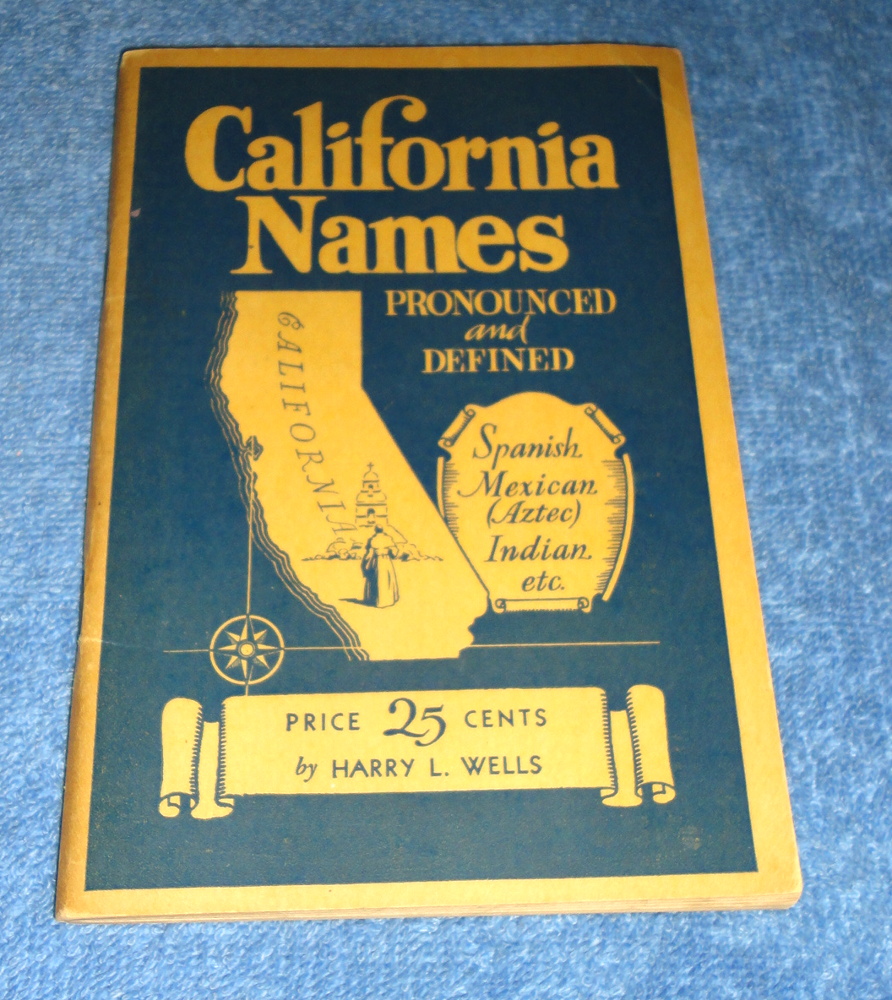 California
Names
PRONOUNCED
and
DEFINED
CALIFORNIA
Spanish
Mexican
(Aztec)
Indian
etc.
PRICE 25 CENTS
by HARRY L. WELLS